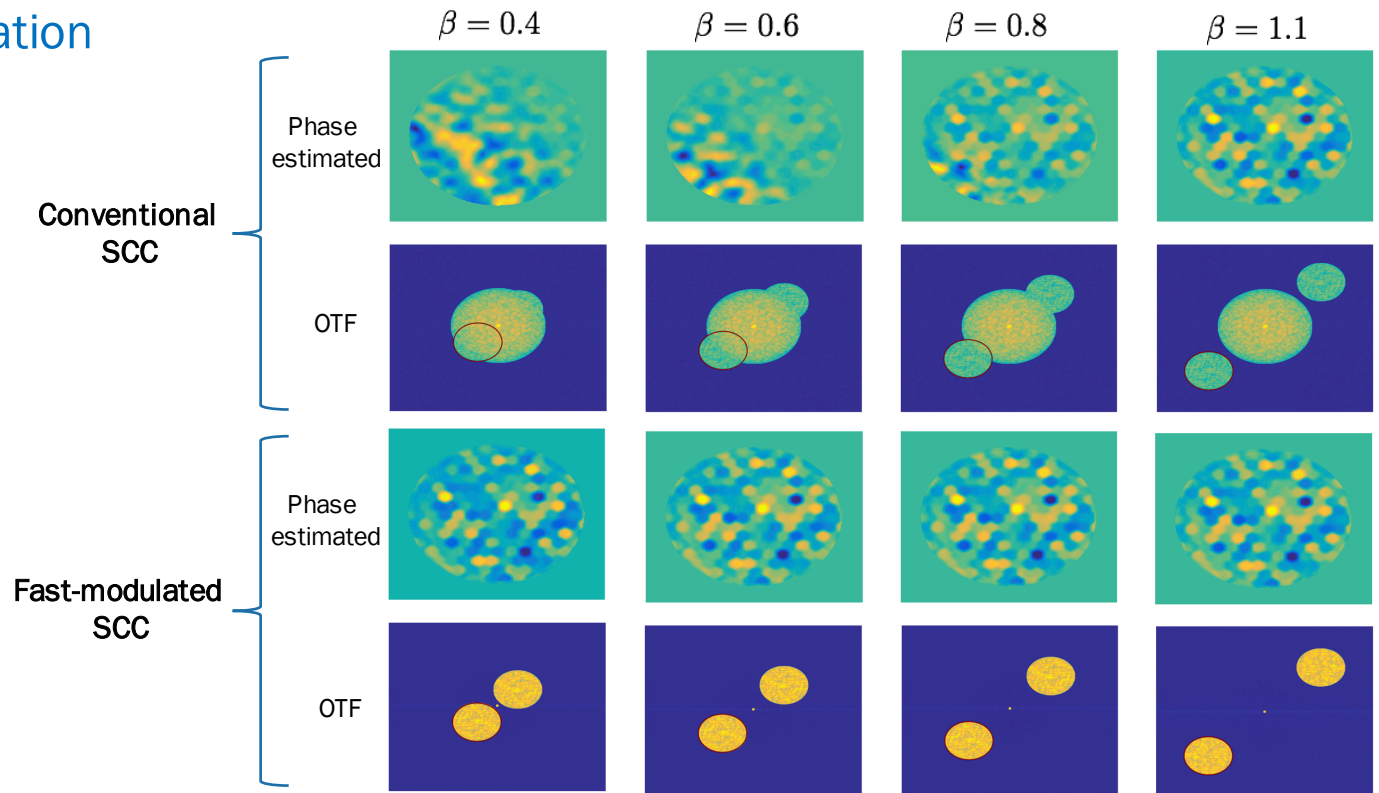 β = 0.4
β = 0.6
β = 0.8
β = 1.1
Conventional
SCC
Phase
estimated
OTF
Fast-modulated
SCC
Phase
estimated
OTF